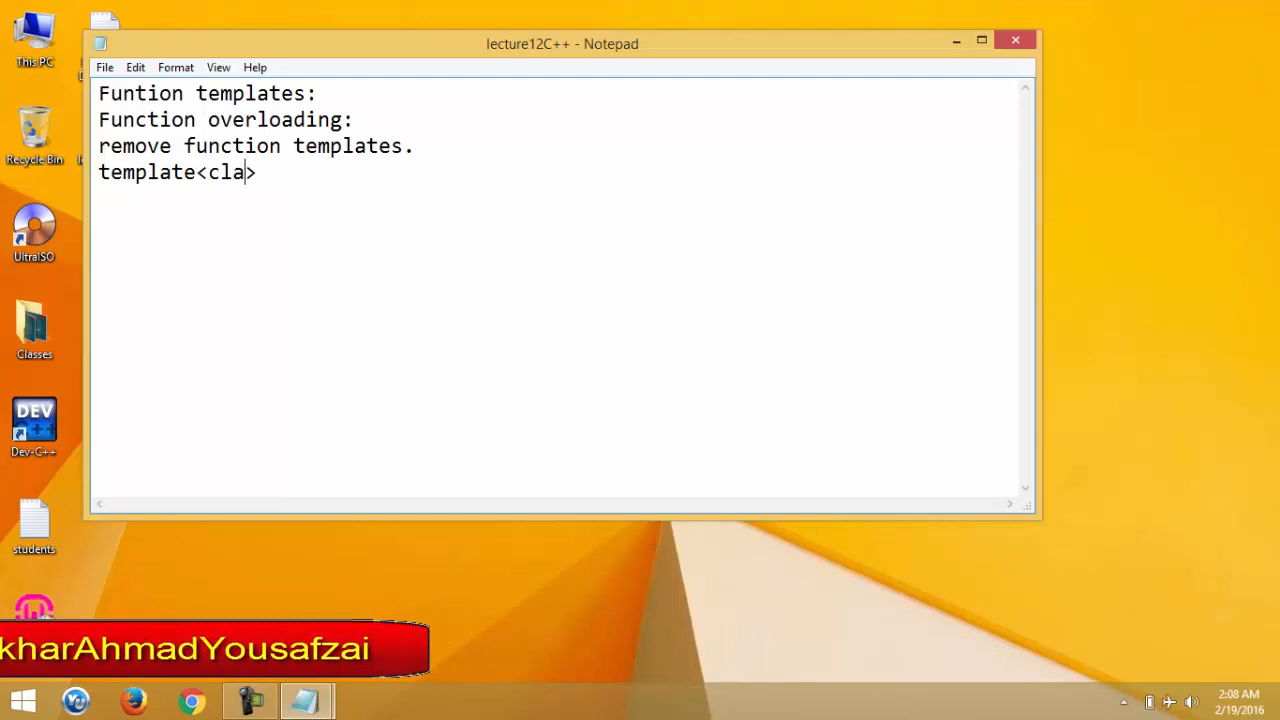 This PC
lecture12C++ - Notepad
File Edit Format View Help
Funtion templates:
Function overloading:
remove function templates.
template<cla>
Recycle Bin
UltraISO
Classes
DEV
C++
Dev-C++
students
kharAhmadYousafzai
2:08 AM
2/19/2016